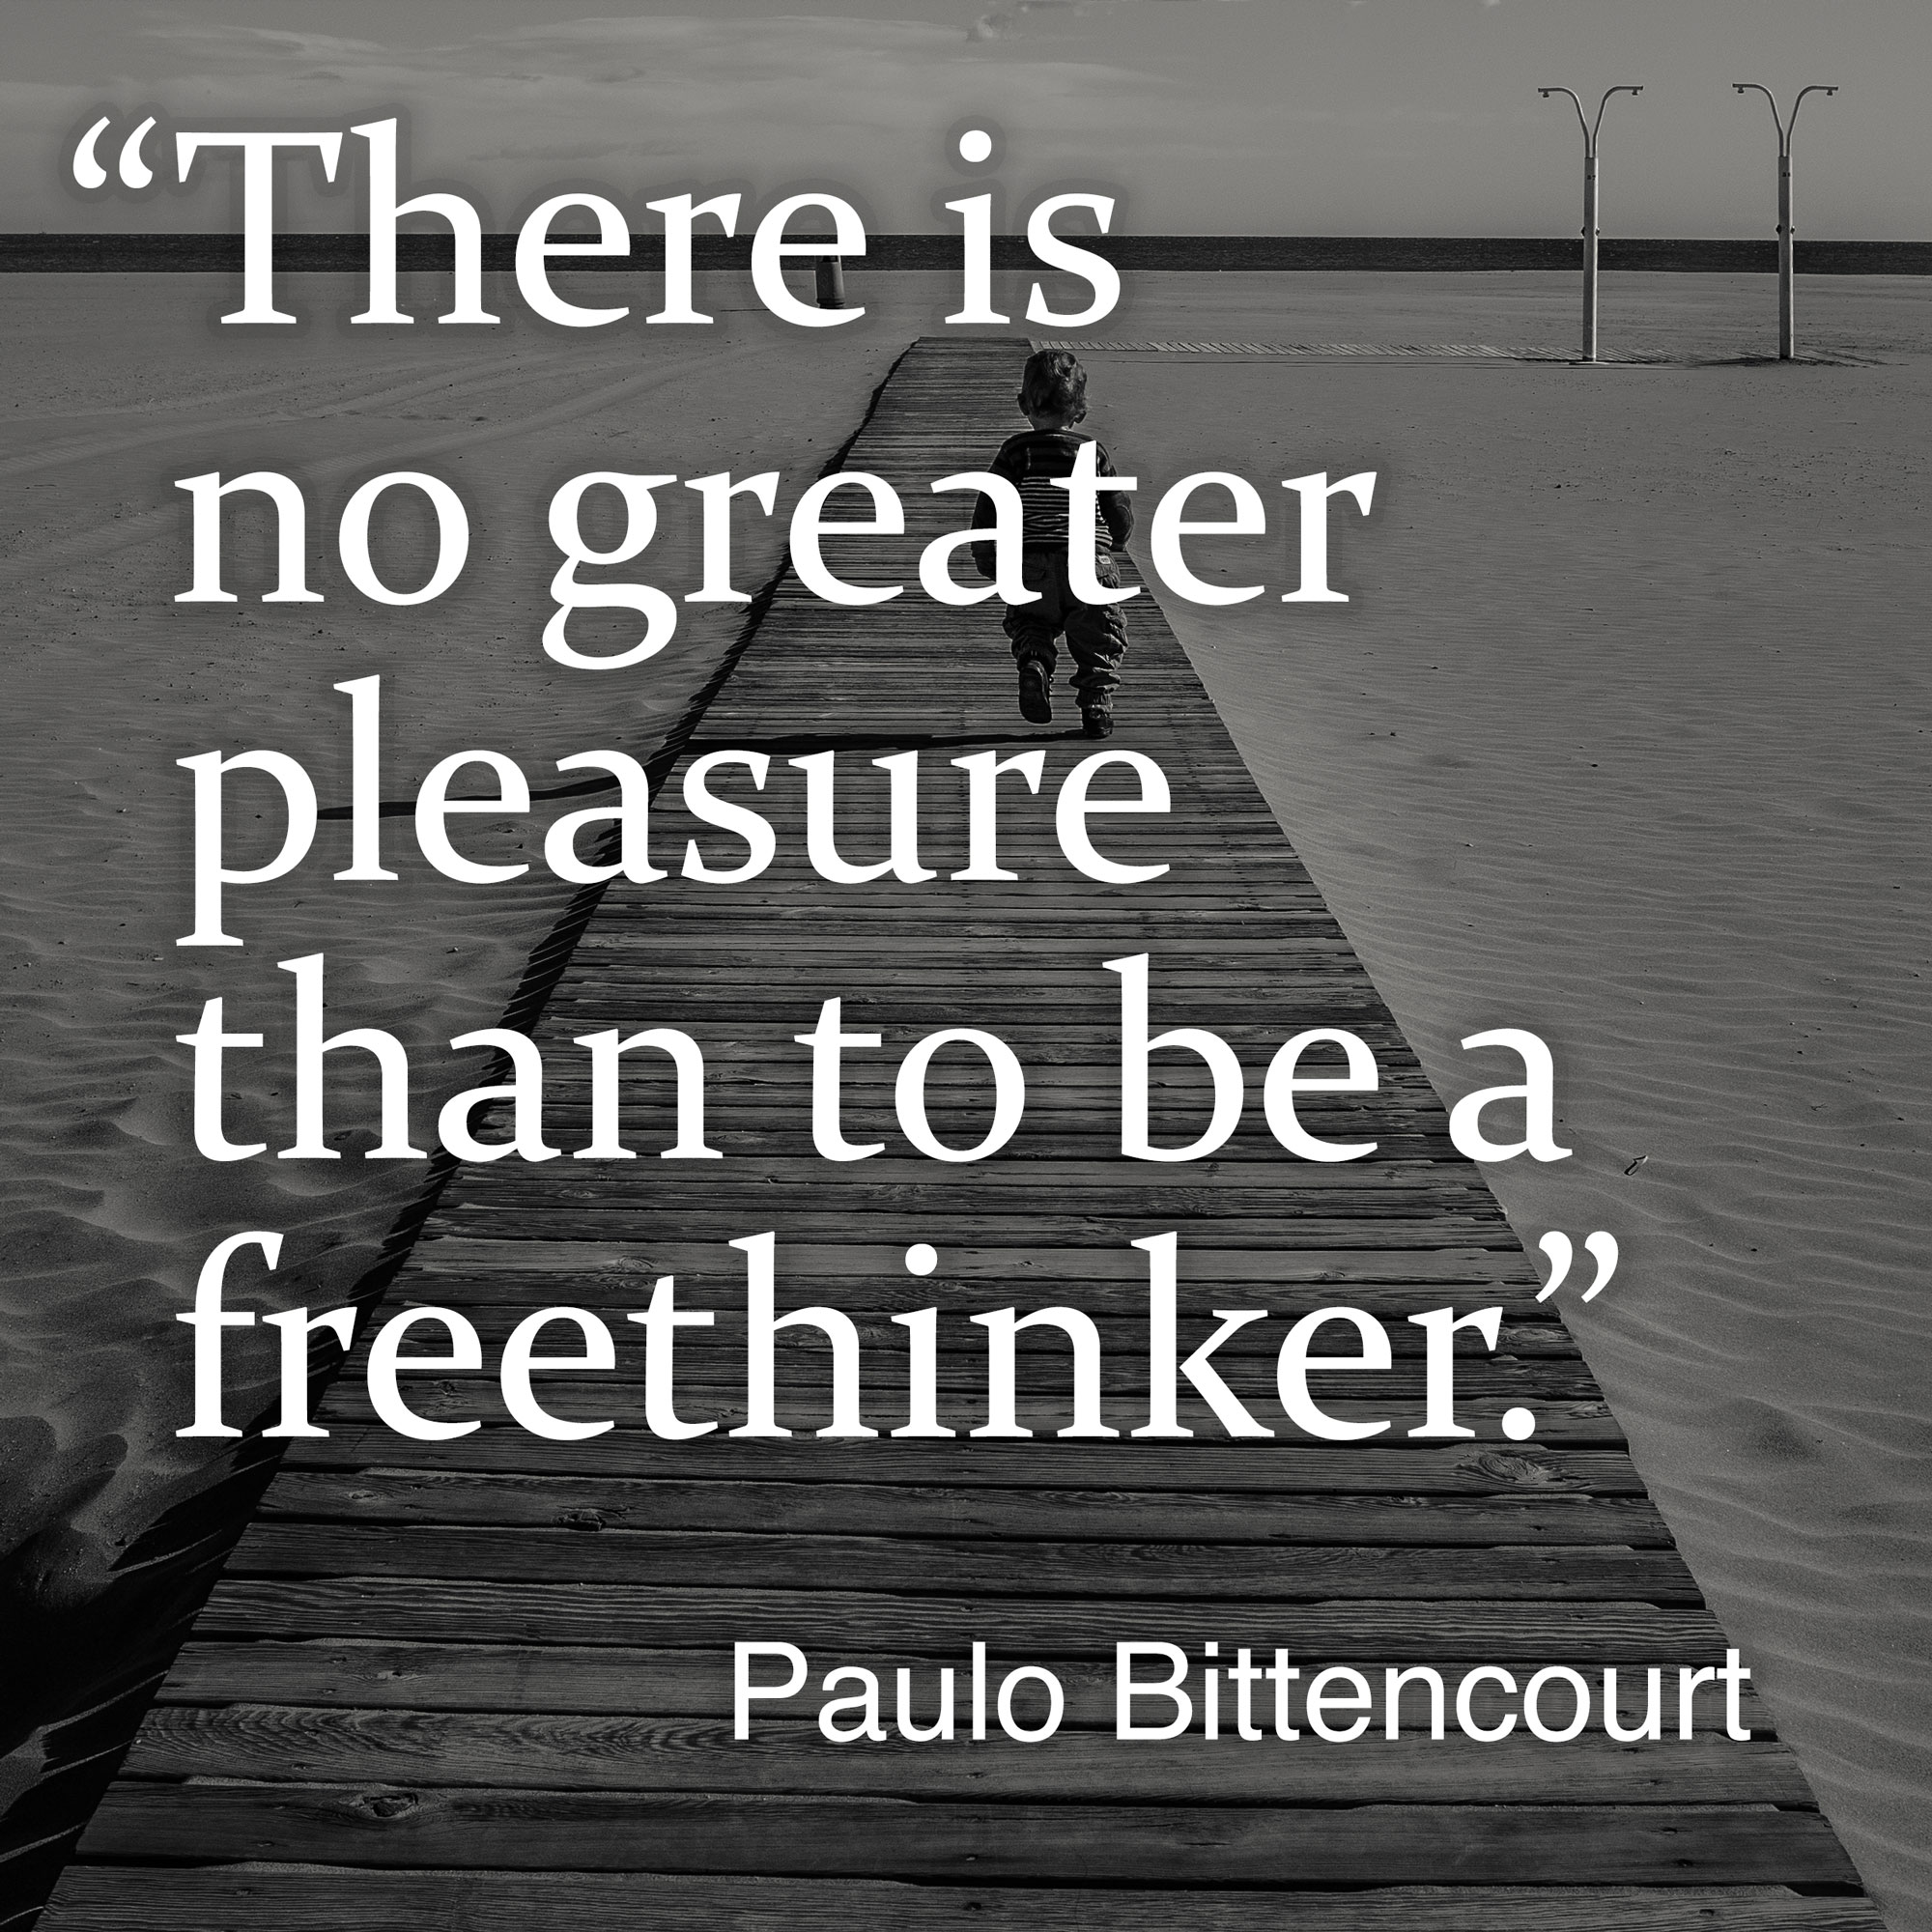 “There is
no greater
pleasure
than to be a
freethinker.”
Paulo Bittencourt